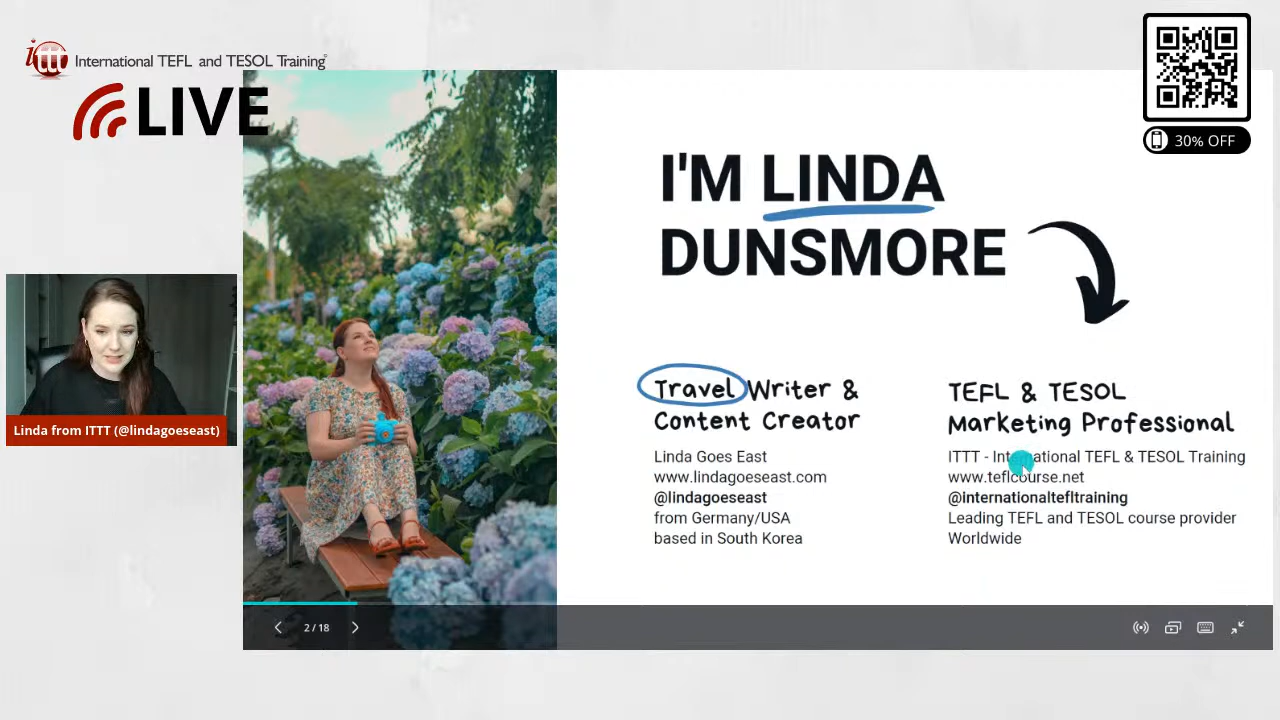 ittt International TEFL and TESOL Training
LIVE
30% OFF
I'M LINDA
DUNSMORE
Travel Writer &
Content Creator
Linda Goes East
www.lindagoeseast.com
@lindagoeseast
from Germany/USA
based in South Korea
TEFL & TESOL
Marketing Professional
ITTT - International TEFL & TESOL Training
www.teflcourse.net
@internationaltefltraining
Leading TEFL and TESOL course provider
Worldwide
Linda from ITTT (@lindagoeseast)
2 / 18